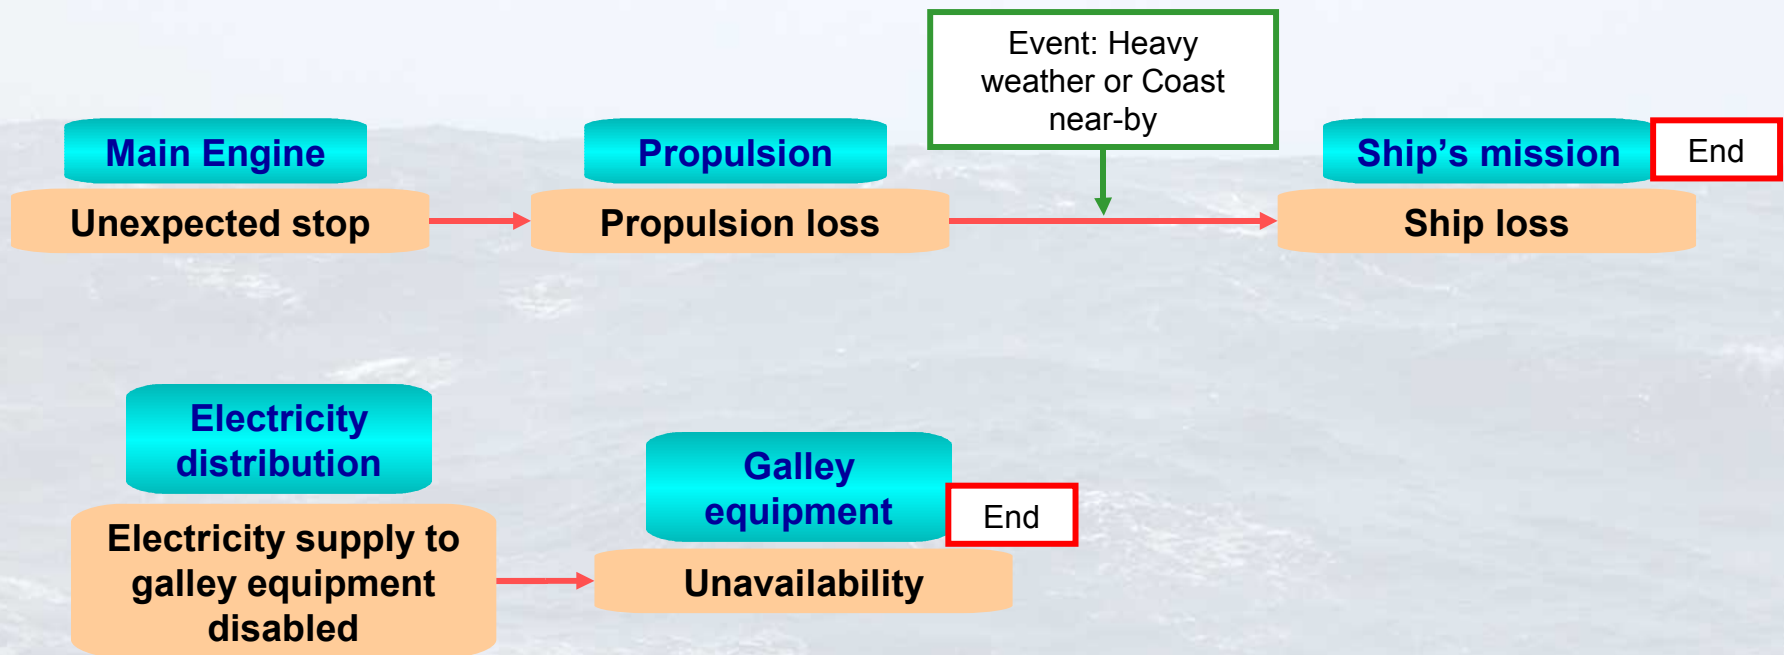 Event: Heavy
weather or Coast
near-by
Main Engine
Propulsion
Ship’s mission
End
Unexpected stop
Propulsion loss
Ship loss
Electricity
distribution
Galley
equipment
End
Electricity supply to
galley equipment
disabled
Unavailability